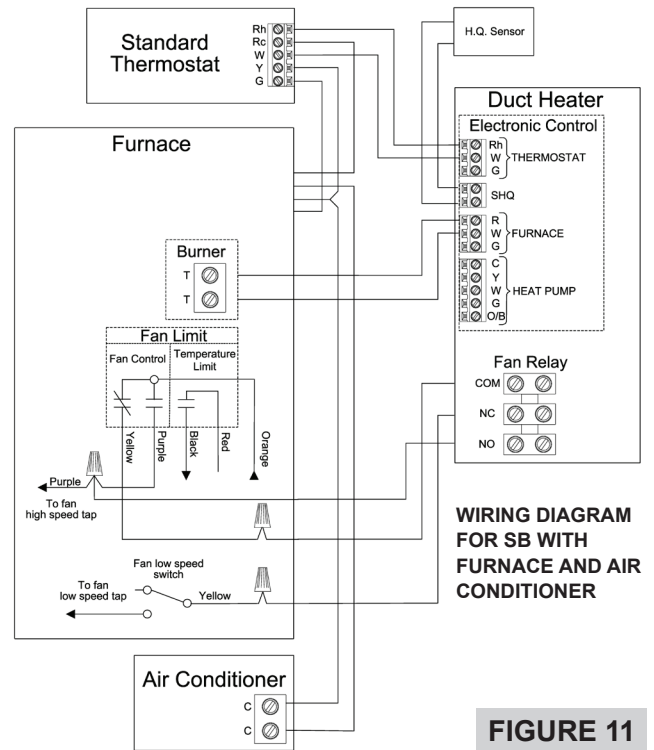 Standard
Thermostat
Rh
Rc
W
Y
G
H.Q. Sensor
Duct Heater
Electronic Control
Rh
W
G
THERMOSTAT
SHQ
R
W
G
FURNACE
C
Y
W
G
O/B
HEAT PUMP
Fan Relay
COM
NC
NO
Furnace
Burner
T
T
Fan Limit
Fan Control
Temperature
Limit
Yellow
Purple
Black
Red
Orange
Purple
To fan
high speed tap
Fan low speed
switch
To fan
low speed tap
Yellow
Air Conditioner
C
C
WIRING DIAGRAM
FOR SB WITH
FURNACE AND AIR
CONDITIONER
FIGURE 11